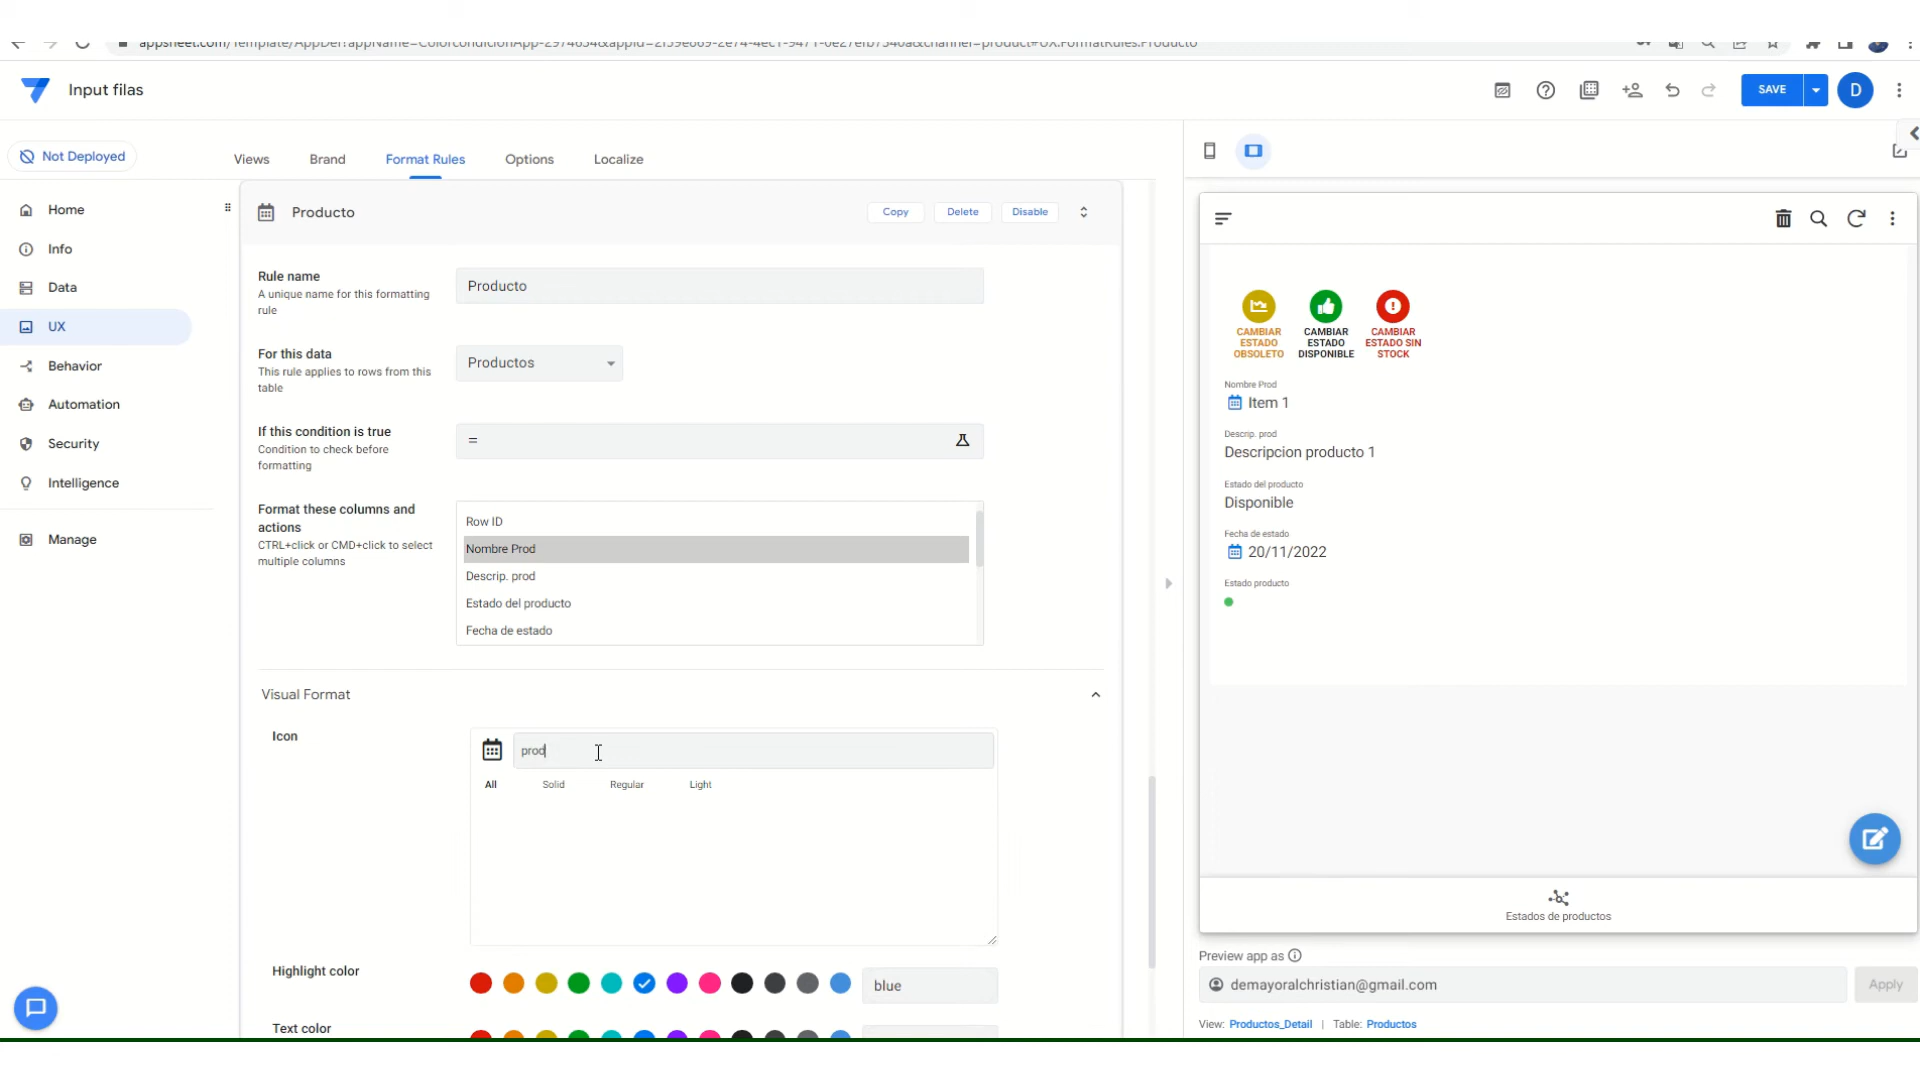 Input filas
SAVE
D
Not Deployed
Views
Brand
Format Rules
Options
Localize
Home
Info
Data
UX
Behavior
Automation
Security
Intelligence
Manage
Producto
Copy
Delete
Disable
Rule name
A unique name for this formatting
rule
Producto
For this data
This rule applies to rows from this
table
Productos
If this condition is true
Condition to check before
formatting
=
Format these columns and
actions
CTRL+click or CMD+click to select
multiple columns
Row ID
Nombre Prod
Descrip. prod
Estado del producto
Fecha de estado
Visual Format
Icon
prod
All
Solid
Regular
Light
Highlight color
blue
Text color
CAMBIAR
ESTADO
OBSOLETO
CAMBIAR
ESTADO
DISPONIBLE
CAMBIAR
ESTADO SIN
STOCK
Nombre Prod
Item 1
Descrip. prod
Descripcion producto 1
Estado del producto
Disponible
Fecha de estado
20/11/2022
Estado producto
Estados de productos
Preview app as
demayoralchristian@gmail.com
Apply
View: Productos_Detail | Table: Productos